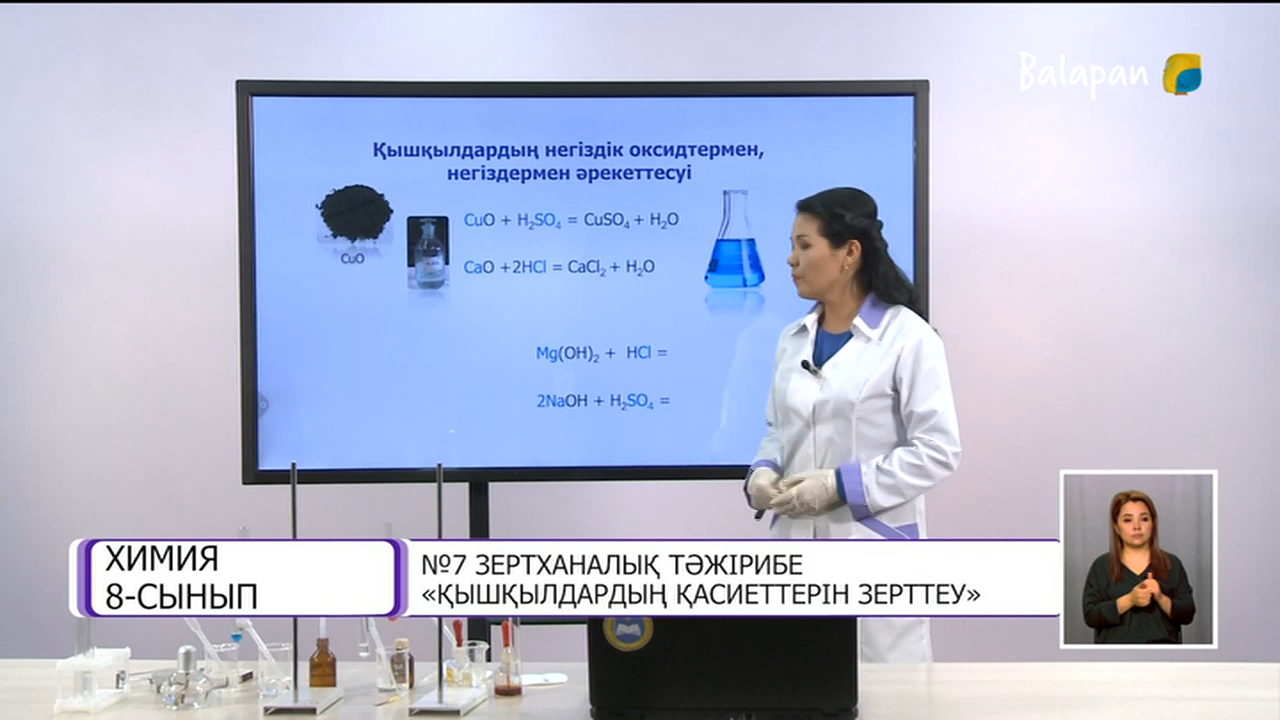 Balapan
Қышқылдардың негіздік оксидтермен,
негіздермен әрекеттесуі
CuO + H₂SO₄ = CuSO₄ + H₂O
CuO
CaO +2HCl = CaCl₂ + H₂O
Mg(OH)₂ + HCl =
2NaOH + H₂SO₄ =
ХИМИЯ
8-СЫНЫП
№7 ЗЕРТХАНАЛЫҚ ТӘЖІРИБЕ
«ҚЫШҚЫЛДАРДЫҢ ҚАСИЕТТЕРІН ЗЕРТТЕУ»